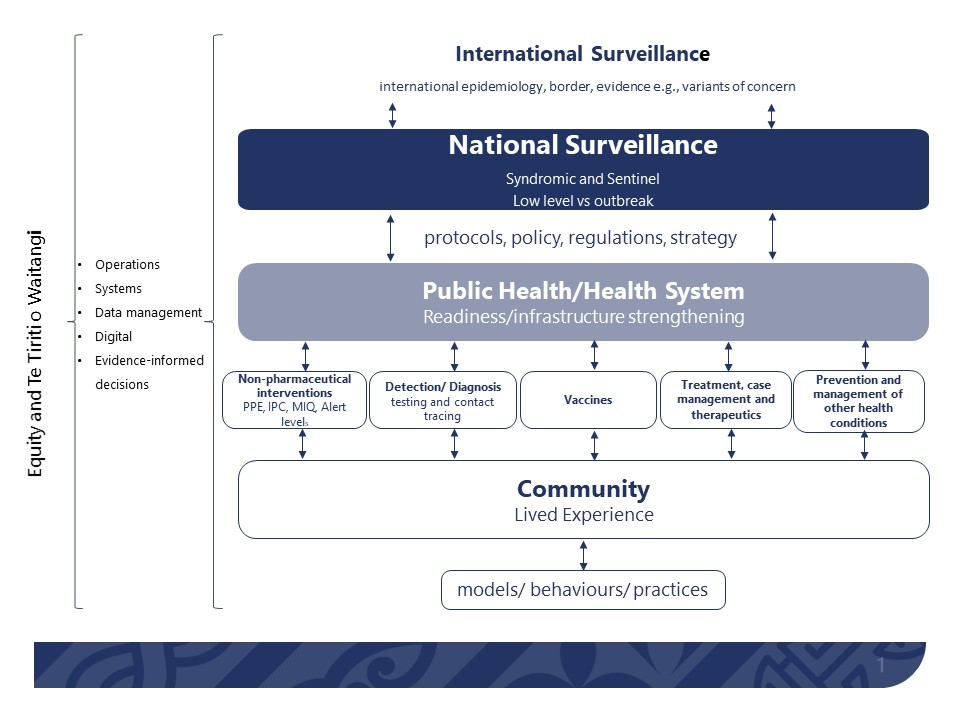 International Surveillance
international epidemiology, border, evidence e.g., variants of concern
National Surveillance
Syndromic and Sentinel
Low level vs outbreak
protocols, policy, regulations, strategy
Public Health/Health System
Readiness/infrastructure strengthening
Equity and Te Tiriti o Waitangi
• Operations
• Systems
• Data management
• Digital
• Evidence-informed
decisions
Non-pharmaceutical
interventions
PPE, IPC, MIQ, Alert
levels
Detection/ Diagnosis
testing and contact
tracing
Vaccines
Treatment, case
management and
therapeutics
Prevention and
management of
other health
conditions
Community
Lived Experience
models/ behaviours/ practices
1